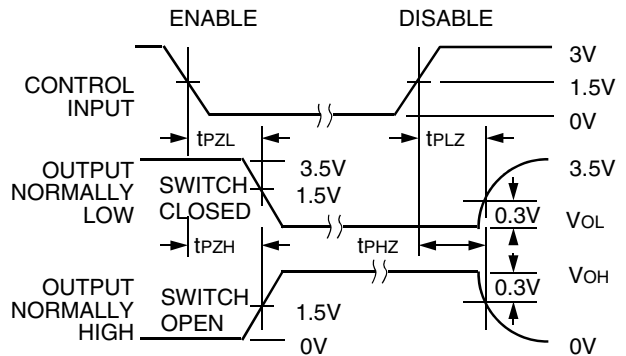 ENABLE
DISABLE
CONTROL
INPUT
3V
1.5V
0V
tPZL
tPLZ
OUTPUT
NORMALLY
LOW
SWITCH
CLOSED
3.5V
1.5V
3.5V
0.3V
VOL
tPZH
tPHZ
OUTPUT
NORMALLY
HIGH
SWITCH
OPEN
1.5V
0V
VOH
0.3V
0V